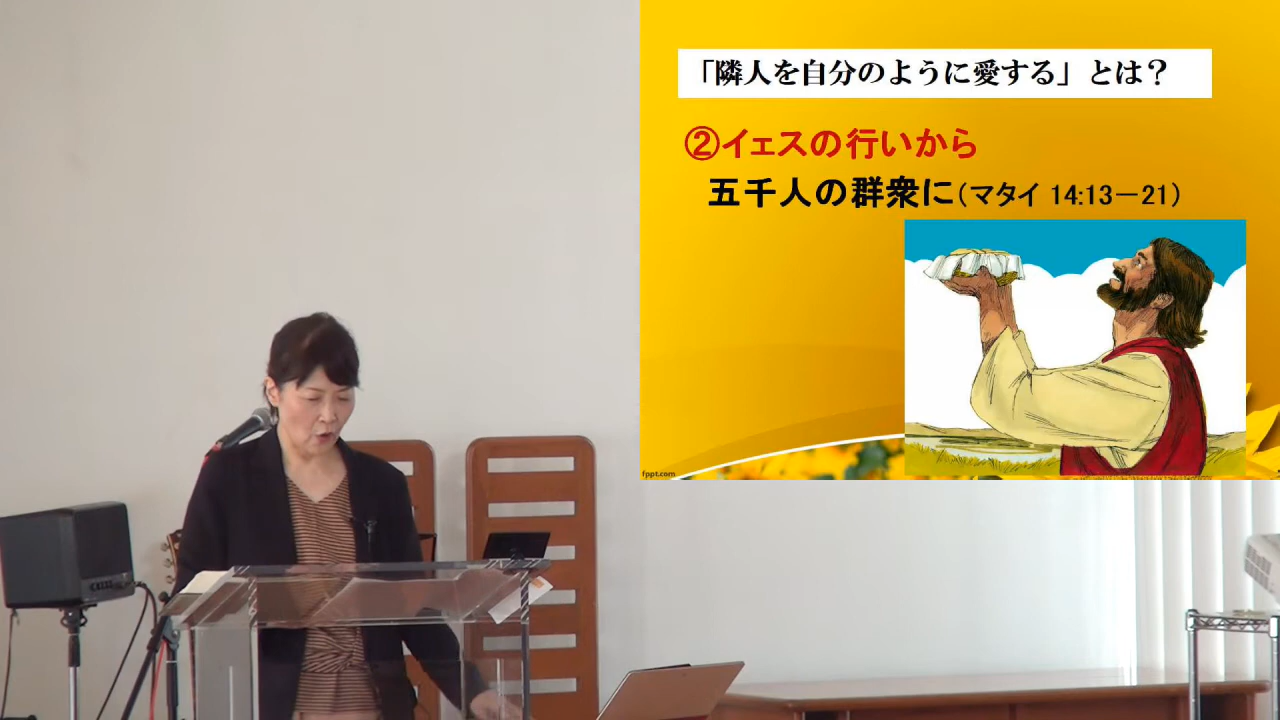 「隣人を自分のように愛する」とは？
②イェスの行いから
五千人の群衆に（マタイ 14:13－21）
fppt.com